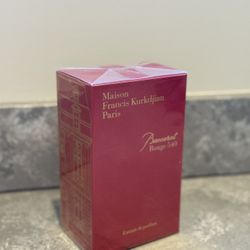 Maison
Francis Kurkdjian
Paris
Baccarat
Rouge 540
Extrait de parfum